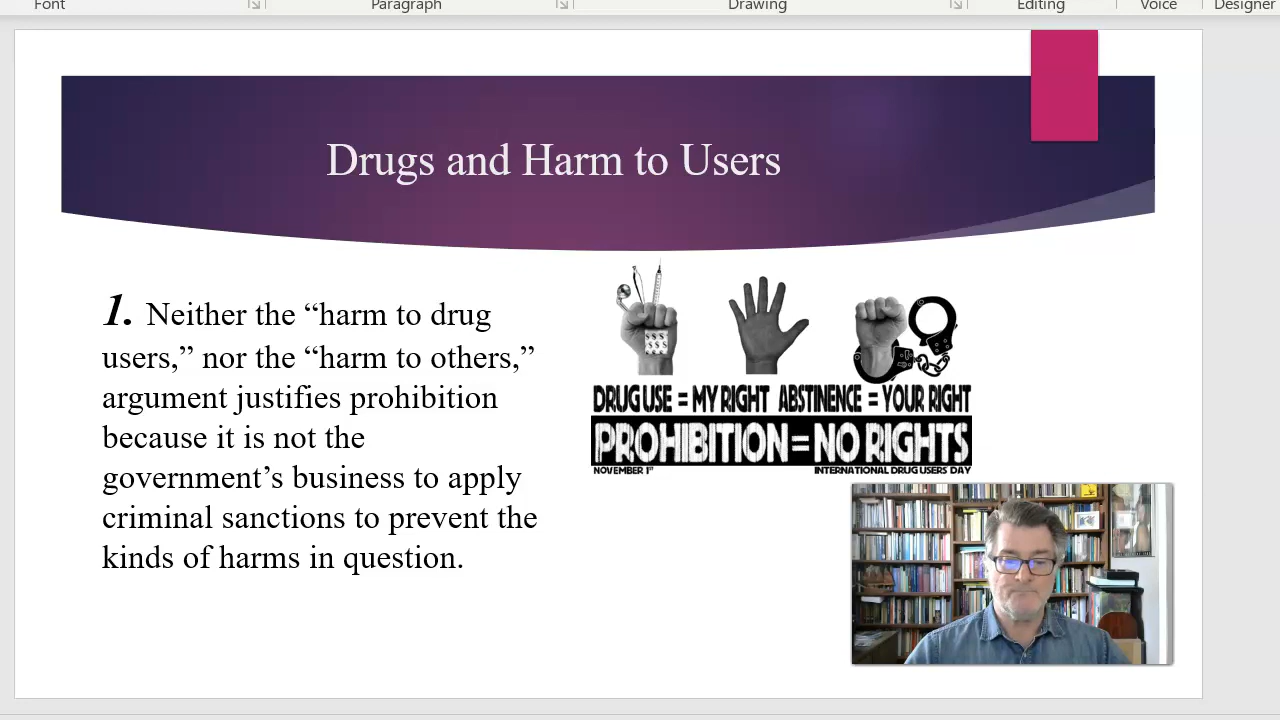 Font Paragraph Drawing Editing Voice Designer
Drugs and Harm to Users
1. Neither the “harm to drug
users,” nor the “harm to others,”
argument justifies prohibition
because it is not the
government’s business to apply
criminal sanctions to prevent the
kinds of harms in question.
DRUG USE = MY RIGHT ABSTINENCE = YOUR RIGHT
PROHIBITION = NO RIGHTS
NOVEMBER 1ST INTERNATIONAL DRUG USERS DAY